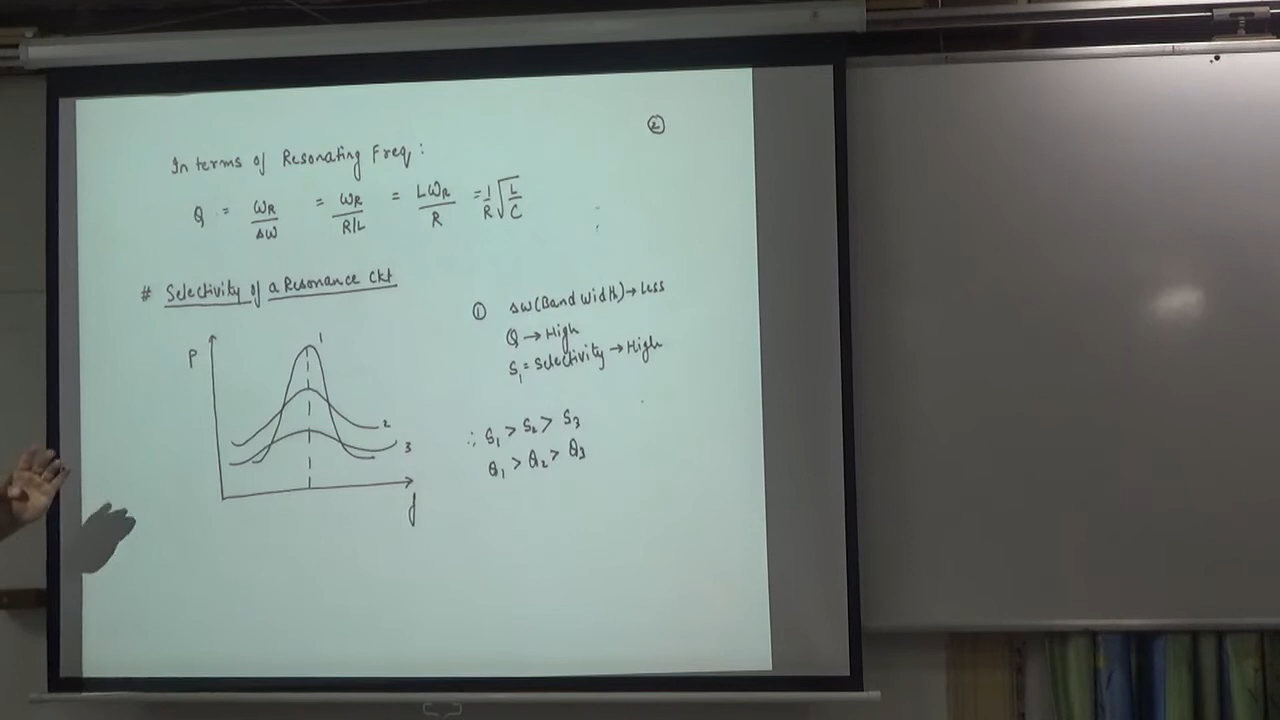 ②
In terms of Resonating Freq:
Q = ωR/Δω = ωR/R/L = LωR/R = 1/R √L/C
# Selectivity of a Resonance Ckt
① Δω(Band Width)→Less
Q→High
S1=Selectivity→High
P
1
2
3
f
∴ S1 > S2 > S3
Q1 > Q2 > Q3